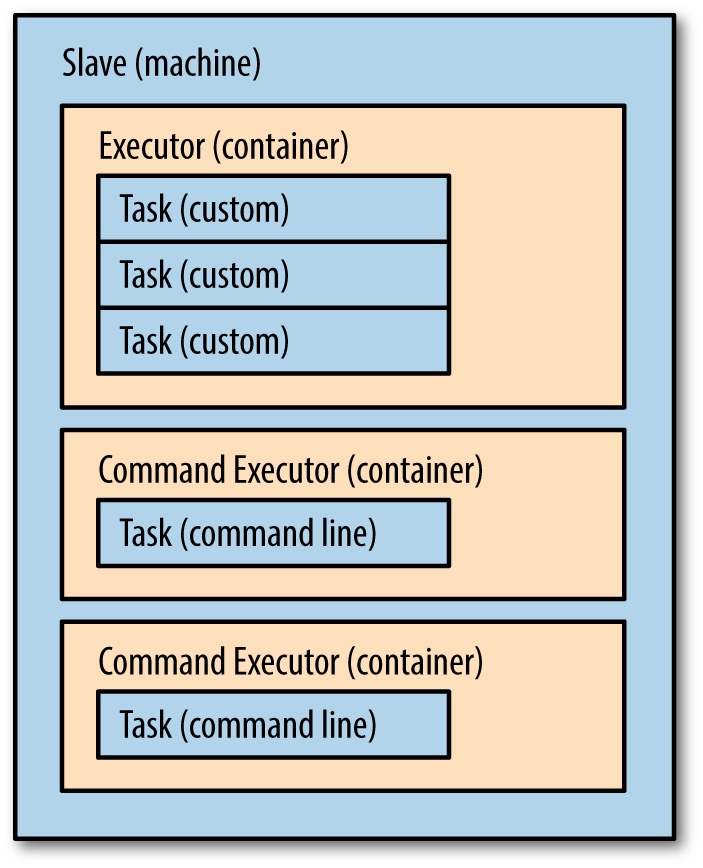 Slave (machine)
Executor (container)
Task (custom)
Task (custom)
Task (custom)
Command Executor (container)
Task (command line)
Command Executor (container)
Task (command line)